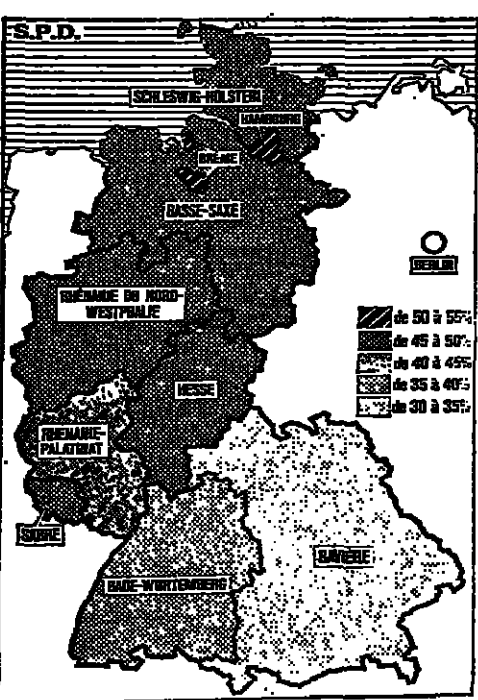 S.P.D.
SCHLESWIG-HOLSTEIN
HAMBOURG
BRÊME
BASSE-SAXE
BERLIN
RHÉNANIE DU NORD-
WESTPHALIE
de 50 à 55%
de 45 à 50%
de 40 à 45%
de 35 à 40%
de 30 à 35%
HESSE
RHÉNANIE-
PALATINAT
SARRE
BAVIÈRE
BADE-WURTEMBERG